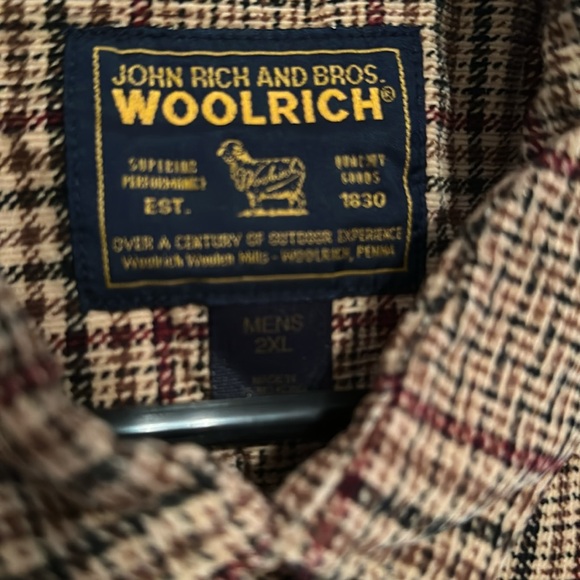 JOHN RICH AND BROS.
WOOLRICH®
SUPERIOR PERFORMANCE
Woolrich
QUALITY GOODS
EST. 1830
OVER A CENTURY OF OUTDOOR EXPERIENCE
Woolrich Woolen Mills - WOOLRICH, PENNA
MENS
2XL